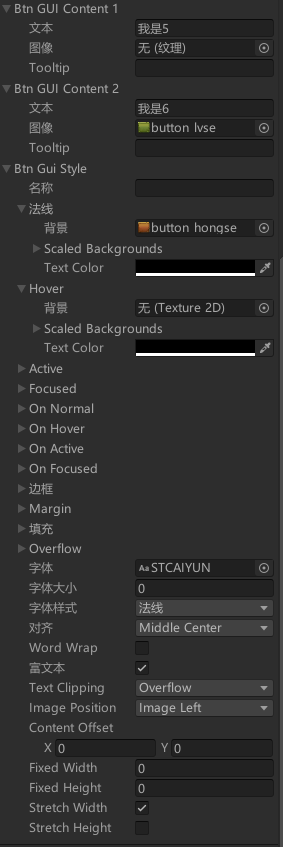 Btn GUI Content 1
文本 我是5
图像 无 (纹理)
Tooltip
Btn GUI Content 2
文本 我是6
图像 button lvse
Tooltip
Btn Gui Style
名称
法线
背景 button hongse
Scaled Backgrounds
Text Color
Hover
背景 无 (Texture 2D)
Scaled Backgrounds
Text Color
Active
Focused
On Normal
On Hover
On Active
On Focused
边框
Margin
填充
Overflow
字体 Aa STCAIYUN
字体大小 0
字体样式 法线
对齐 Middle Center
Word Wrap
富文本
Text Clipping Overflow
Image Position Image Left
Content Offset
X 0 Y 0
Fixed Width 0
Fixed Height 0
Stretch Width
Stretch Height